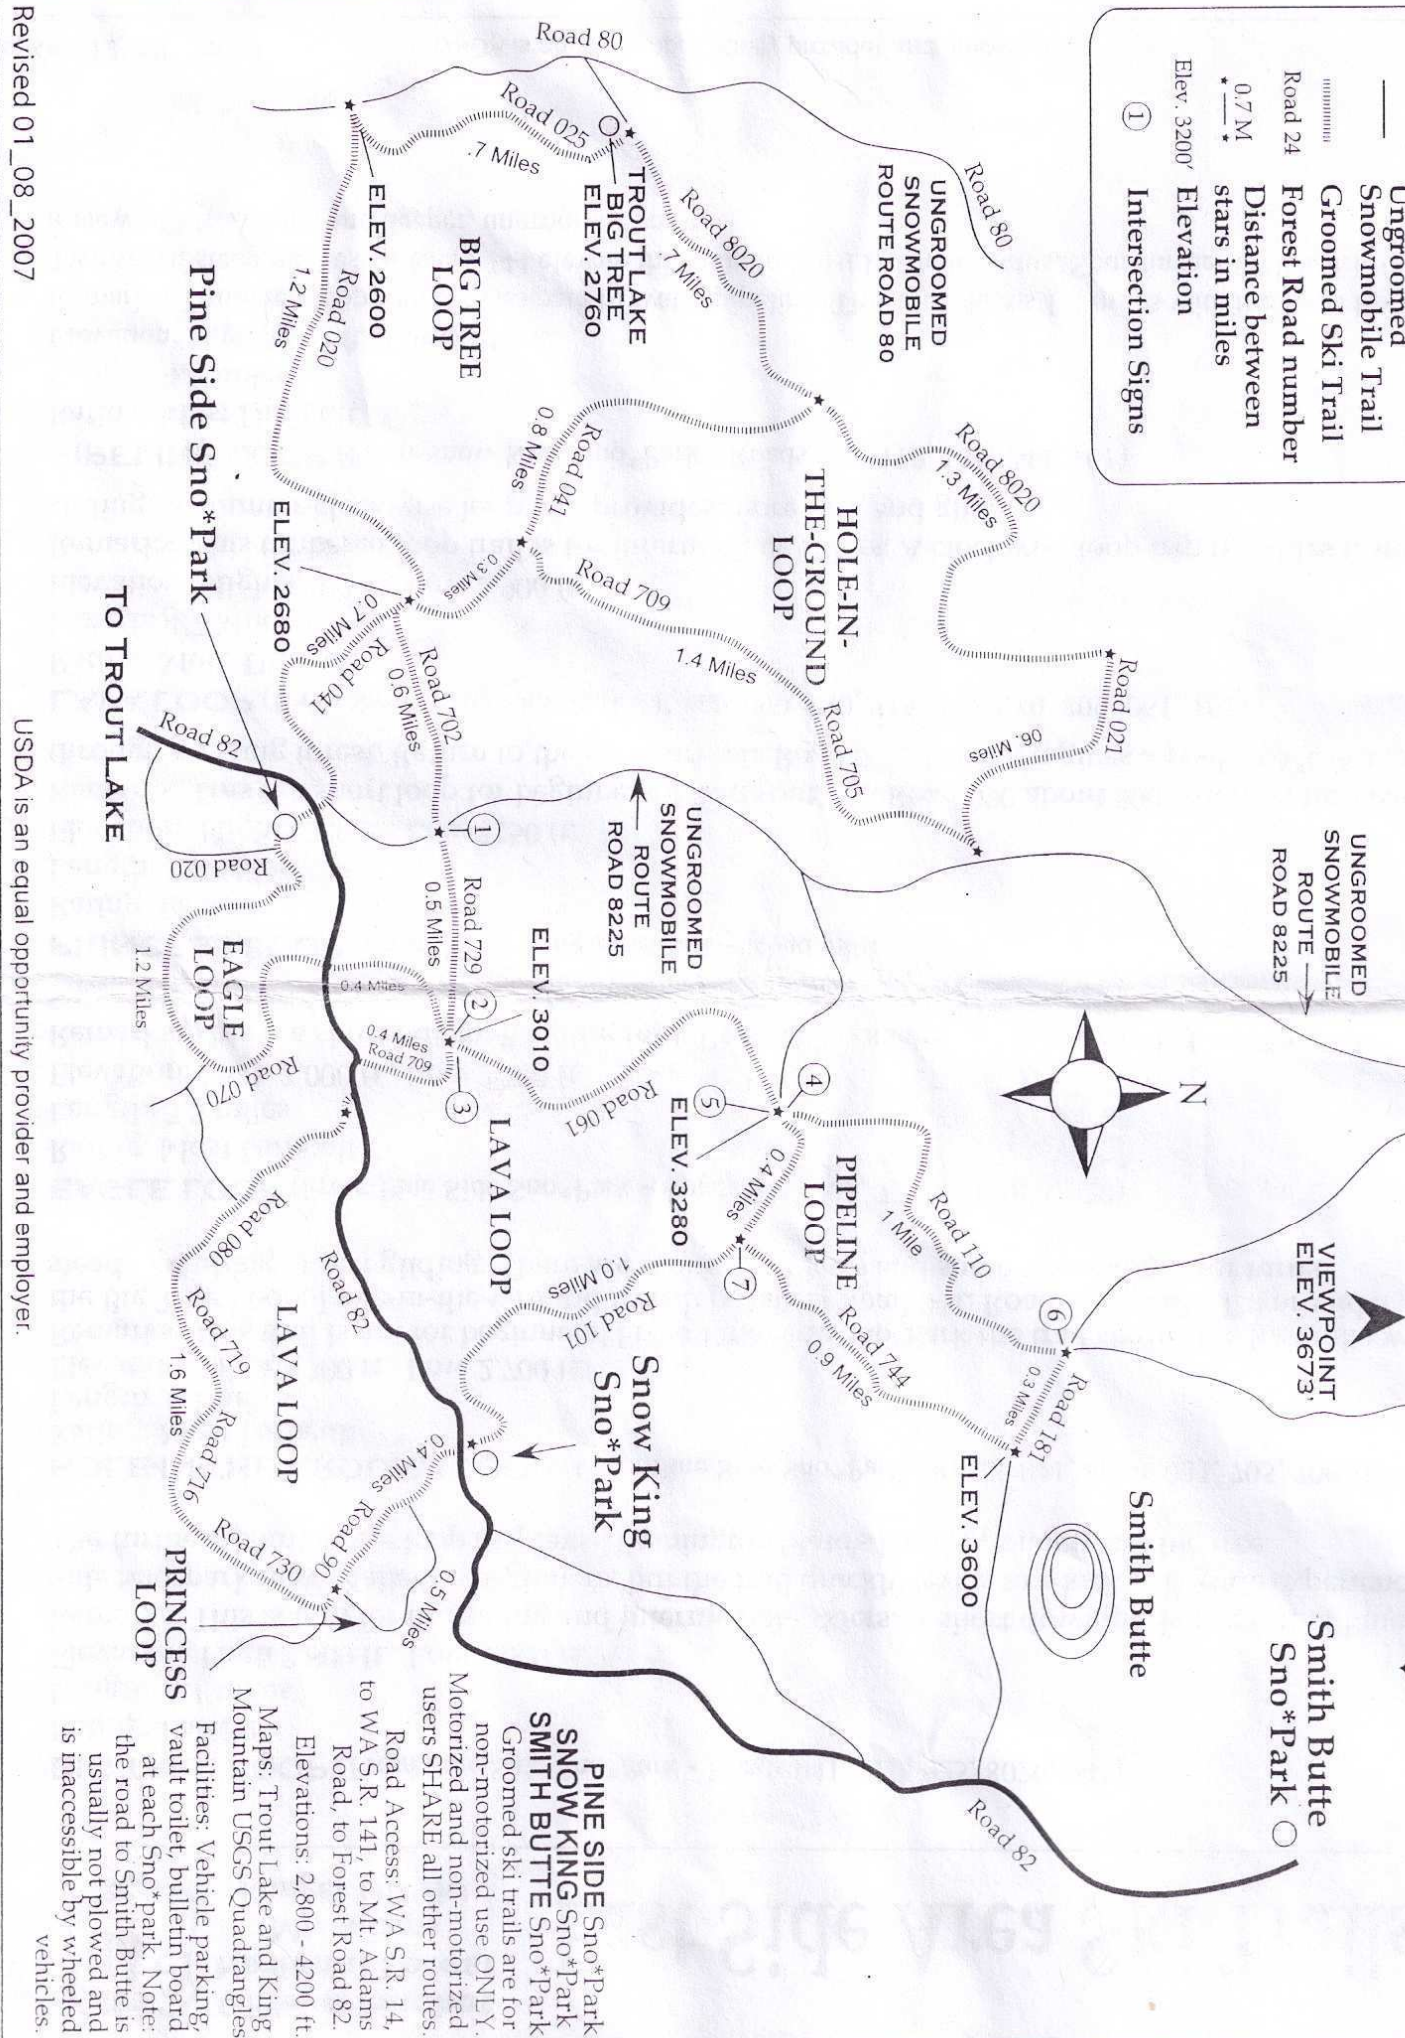 Ungroomed
Snowmobile Trail
Groomed Ski Trail
Road 24 Forest Road number
0.7 M Distance between
stars in miles
Elev. 3200' Elevation
1 Intersection Signs
UNGROOMED
SNOWMOBILE
ROUTE
ROAD 8225
VIEWPOINT
ELEV. 3673'
Smith Butte
Sno*Park
Smith Butte
N
Road 80
UNGROOMED
SNOWMOBILE
ROUTE ROAD 80
Road 80
Road 8020
1.3 Miles
Road 021
.06 Miles
HOLE-IN-
THE-GROUND
LOOP
Road 705
1.4 Miles
Road 709
Road 8020
.7 Miles
TROUT LAKE
BIG TREE
ELEV. 2760
Road 025
.7 Miles
ELEV. 2600
BIG TREE
LOOP
Road 020
1.2 Miles
Road 041
0.8 Miles
0.3 Miles
ELEV. 2680
0.7 Miles
Road 041
Road 702
0.6 Miles
UNGROOMED
SNOWMOBILE
ROUTE
ROAD 8225
1
Road 729
0.5 Miles
2
ELEV. 3010
0.4 Miles
0.4 Miles
Road 709
3
Road 061
4
5
ELEV. 3280
PIPELINE
LOOP
0.4 Miles
7
Road 110
1 Mile
6
Road 181
0.3 Miles
Road 744
0.9 Miles
ELEV. 3600
LAVA LOOP
Road 101
1.0 Miles
Snow King
Sno*Park
Road 82
Pine Side Sno*Park
TO TROUT LAKE
Road 82
Road 020
EAGLE
LOOP
1.2 Miles
Road 070
Road 080
Road 82
LAVA LOOP
Road 719
1.6 Miles
Road 776
Road 730
Road 90
0.4 Miles
0.5 Miles
PRINCESS
LOOP
PINE SIDE Sno*Park
SNOW KING Sno*Park
SMITH BUTTE Sno*Park
Groomed ski trails are for
non-motorized use ONLY.
Motorized and non-motorized
users SHARE all other routes.
Road Access: WA S.R. 14,
to WA S.R. 141, to Mt. Adams
Road, to Forest Road 82.
Elevations: 2,800 - 4200 ft.
Maps: Trout Lake and King
Mountain USGS Quadrangles
Facilities: Vehicle parking,
vault toilet, bulletin board
at each Sno*park. Note:
the road to Smith Butte is
usually not plowed and
is inaccessible by wheeled
vehicles.
Revised 01_08_2007
USDA is an equal opportunity provider and employer.